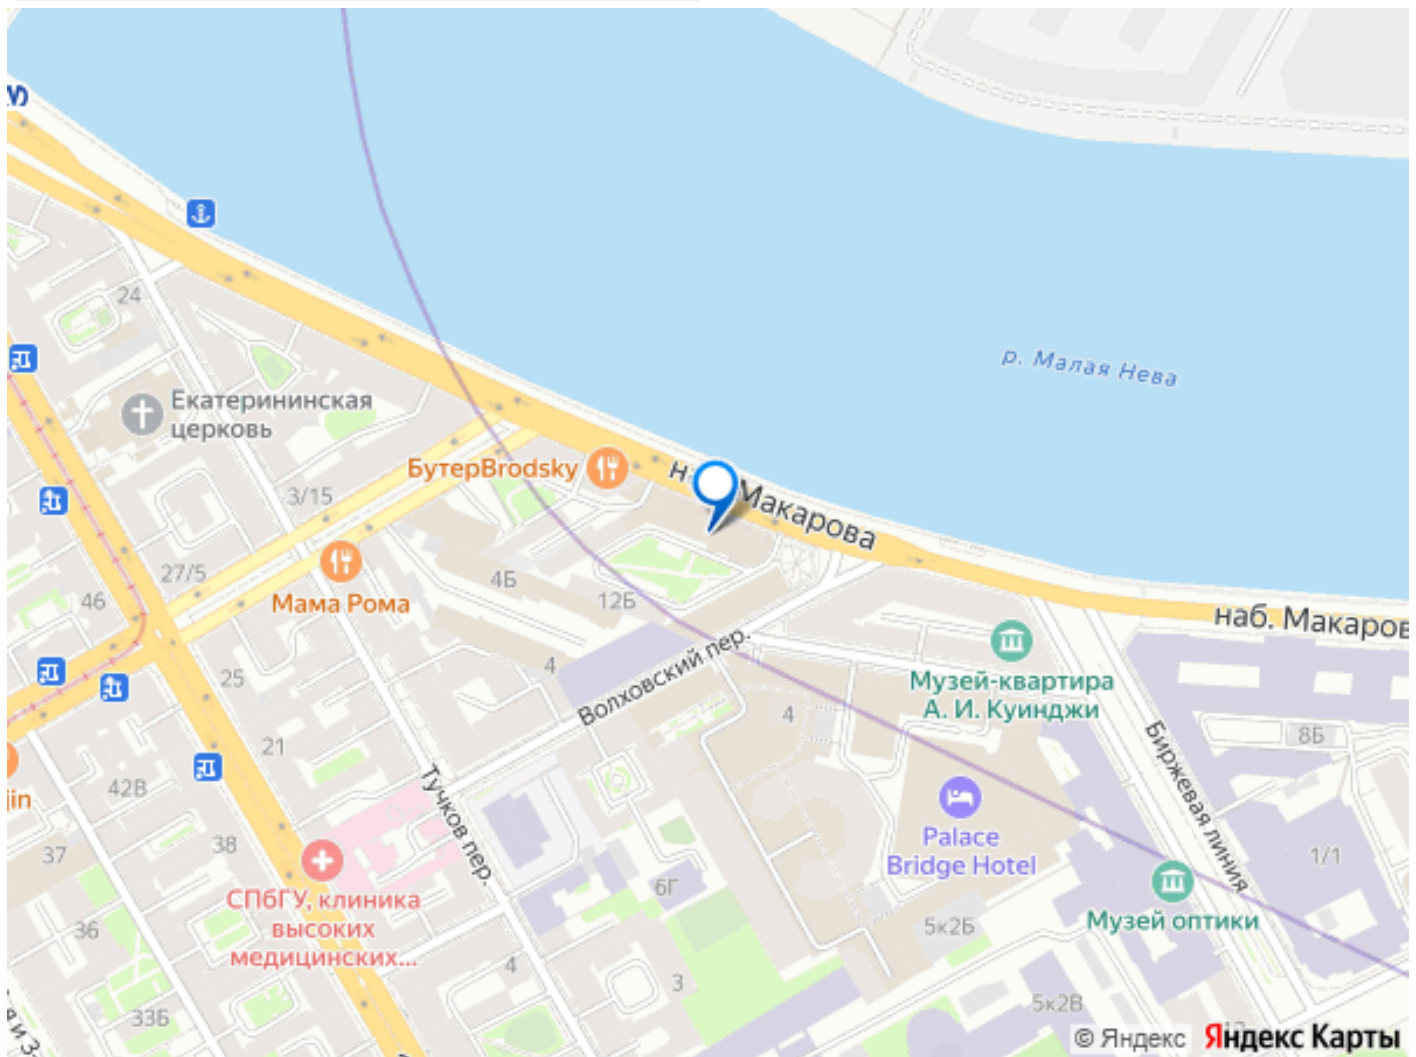 р. Малая Нева
24
Екатерининская
церковь
БутерBrodsky
Макарова
3/15
27/5
4Б
12Б
46
Мама Рома
наб. Макаров
Волховский пер.
4
25
Музей-квартира
А. И. Куинджи
4
21
8Б
Биржевая линия
42В
Тучков пер.
jin
38
37
Palace
Bridge Hotel
1/1
СПбГУ, клиника
высоких
медицинских...
6Г
Музей оптики
36
5к2Б
4
3
5к2В
33Б
© Яндекс Яндекс Карты